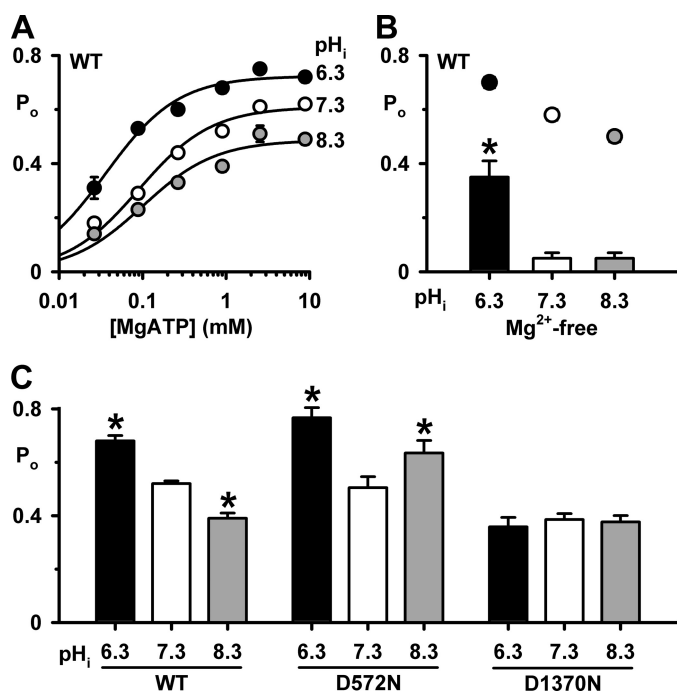 A
B
WT
pHi
WT
0.8
6.3
0.8
Po
7.3
Po
8.3
*
0.4
0.4
0
0
0.01 0.1 1 10
pHi 6.3 7.3 8.3
[MgATP] (mM)
Mg2+-free
C
0.8
* * *
Po
*
0.4
0
pHi 6.3 7.3 8.3 6.3 7.3 8.3 6.3 7.3 8.3
WT D572N D1370N